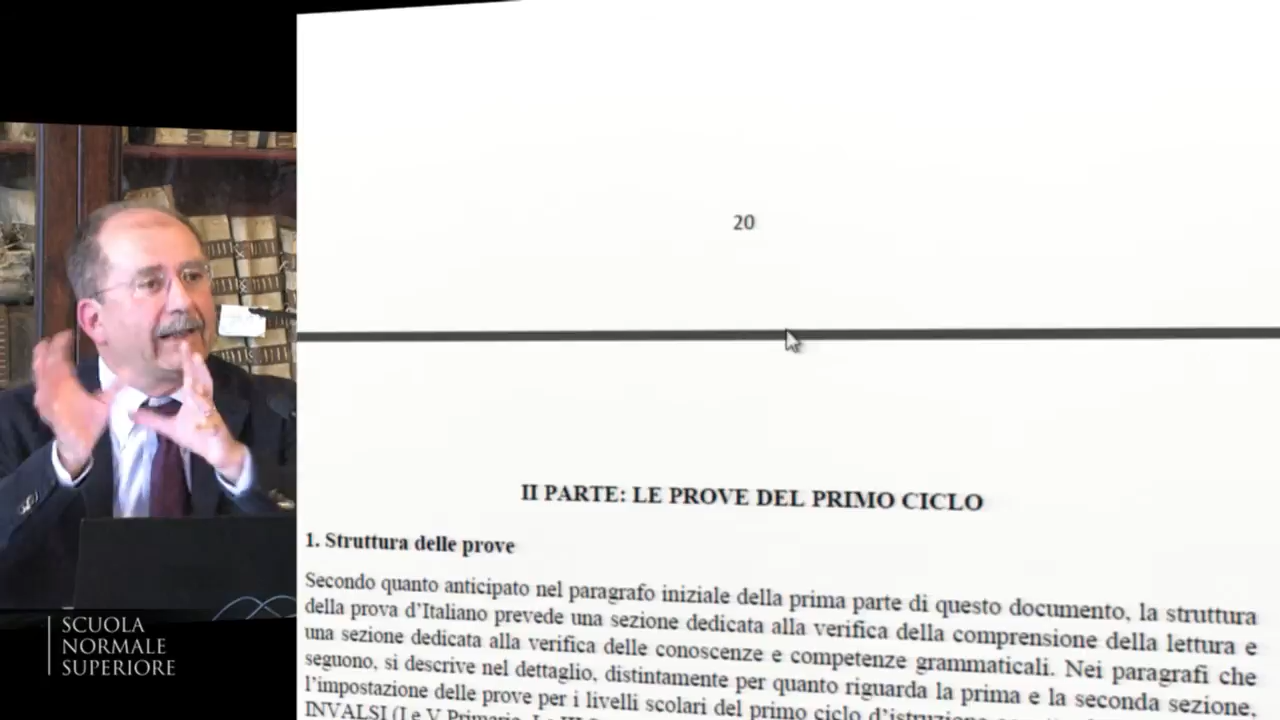 20
II PARTE: LE PROVE DEL PRIMO CICLO
1. Struttura delle prove
Secondo quanto anticipato nel paragrafo iniziale della prima parte di questo documento, la struttura
della prova d'Italiano prevede una sezione dedicata alla verifica della comprensione della lettura e
una sezione dedicata alla verifica delle conoscenze e competenze grammaticali. Nei paragrafi che
seguono, si descrive nel dettaglio, distintamente per quanto riguarda la prima e la seconda sezione,
l'impostazione delle prove per i livelli scolari del primo ciclo d'istruzione
INVALSI (I e V Primaria, I e III
SCUOLA
NORMALE
SUPERIORE